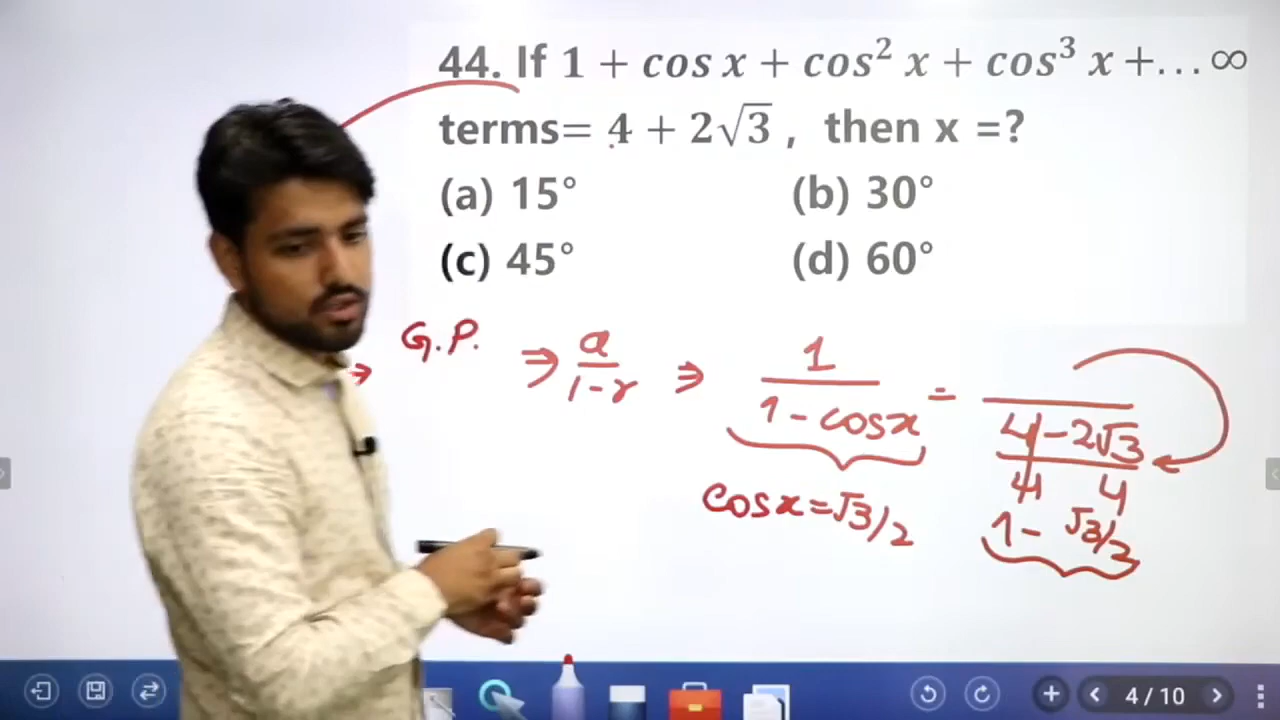 44. If 1 + cos x + cos² x + cos³ x +... ∞
terms= 4 + 2√3 , then x =?
(a) 15° (b) 30°
(c) 45° (d) 60°
G.P. ⇒ a/1-r ⇒ 1/1-cosx = 4-2√3
4 4
cosx=√3/2
1-√3/2
4 / 10